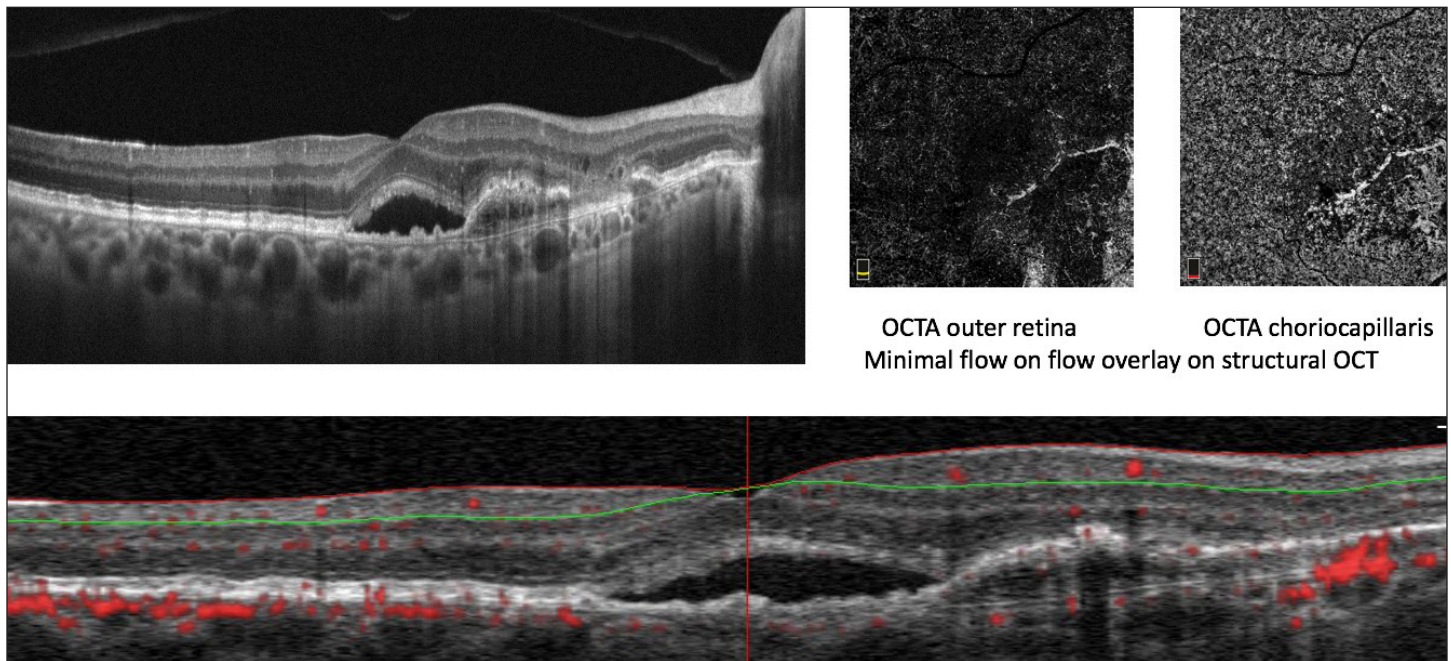 OCTA outer retina
OCTA choriocapillaris
Minimal flow on flow overlay on structural OCT